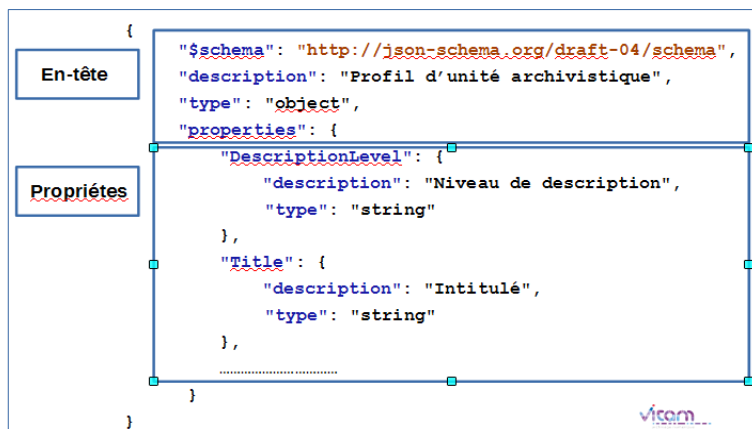 {
En-tête
"$schema": "http://json-schema.org/draft-04/schema",
"description": "Profil d’unité archivistique",
"type": "object",
"properties": {
Propriétes
"DescriptionLevel": {
"description": "Niveau de description",
"type": "string"
},
"Title": {
"description": "Intitulé",
"type": "string"
},
....................................
}
}
vitam